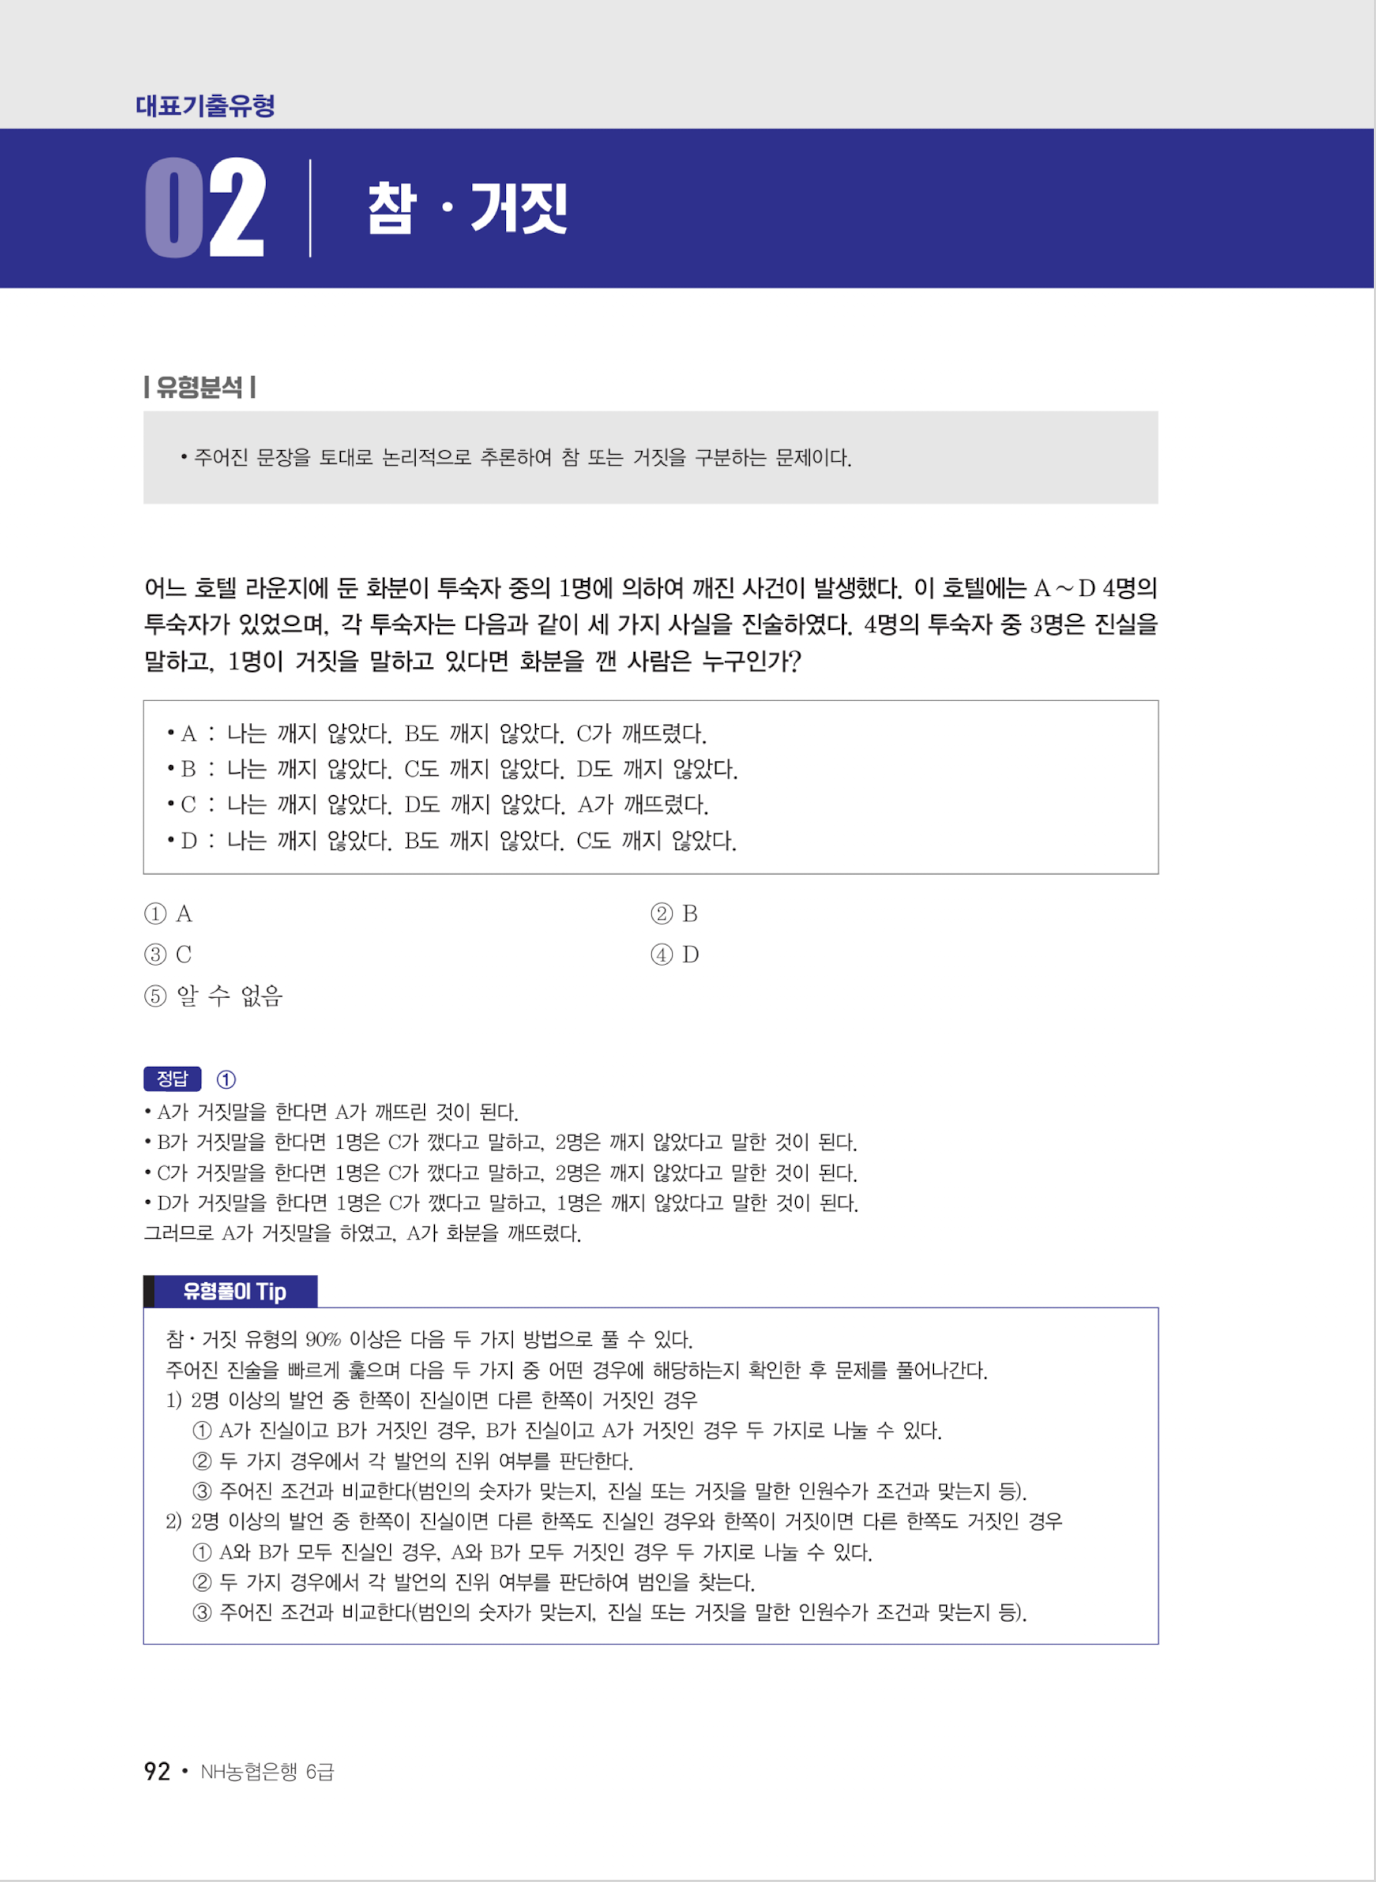 대표기출유형
02 참·거짓
| 유형분석 |
• 주어진 문장을 토대로 논리적으로 추론하여 참 또는 거짓을 구분하는 문제이다.
어느 호텔 라운지에 둔 화분이 투숙자 중의 1명에 의하여 깨진 사건이 발생했다. 이 호텔에는 A~D 4명의
투숙자가 있었으며, 각 투숙자는 다음과 같이 세 가지 사실을 진술하였다. 4명의 투숙자 중 3명은 진실을
말하고, 1명이 거짓을 말하고 있다면 화분을 깬 사람은 누구인가?
• A : 나는 깨지 않았다. B도 깨지 않았다. C가 깨뜨렸다.
• B : 나는 깨지 않았다. C도 깨지 않았다. D도 깨지 않았다.
• C : 나는 깨지 않았다. D도 깨지 않았다. A가 깨뜨렸다.
• D : 나는 깨지 않았다. B도 깨지 않았다. C도 깨지 않았다.
① A ② B
③ C ④ D
⑤ 알 수 없음
정답 ①
• A가 거짓말을 한다면 A가 깨뜨린 것이 된다.
• B가 거짓말을 한다면 1명은 C가 깼다고 말하고, 2명은 깨지 않았다고 말한 것이 된다.
• C가 거짓말을 한다면 1명은 C가 깼다고 말하고, 2명은 깨지 않았다고 말한 것이 된다.
• D가 거짓말을 한다면 1명은 C가 깼다고 말하고, 1명은 깨지 않았다고 말한 것이 된다.
그러므로 A가 거짓말을 하였고, A가 화분을 깨뜨렸다.
유형풀이 Tip
참·거짓 유형의 90% 이상은 다음 두 가지 방법으로 풀 수 있다.
주어진 진술을 빠르게 훑으며 다음 두 가지 중 어떤 경우에 해당하는지 확인한 후 문제를 풀어나간다.
1) 2명 이상의 발언 중 한쪽이 진실이면 다른 한쪽이 거짓인 경우
① A가 진실이고 B가 거짓인 경우, B가 진실이고 A가 거짓인 경우 두 가지로 나눌 수 있다.
② 두 가지 경우에서 각 발언의 진위 여부를 판단한다.
③ 주어진 조건과 비교한다(범인의 숫자가 맞는지, 진실 또는 거짓을 말한 인원수가 조건과 맞는지 등).
2) 2명 이상의 발언 중 한쪽이 진실이면 다른 한쪽도 진실인 경우와 한쪽이 거짓이면 다른 한쪽도 거짓인 경우
① A와 B가 모두 진실인 경우, A와 B가 모두 거짓인 경우 두 가지로 나눌 수 있다.
② 두 가지 경우에서 각 발언의 진위 여부를 판단하여 범인을 찾는다.
③ 주어진 조건과 비교한다(범인의 숫자가 맞는지, 진실 또는 거짓을 말한 인원수가 조건과 맞는지 등).
92 • NH농협은행 6급